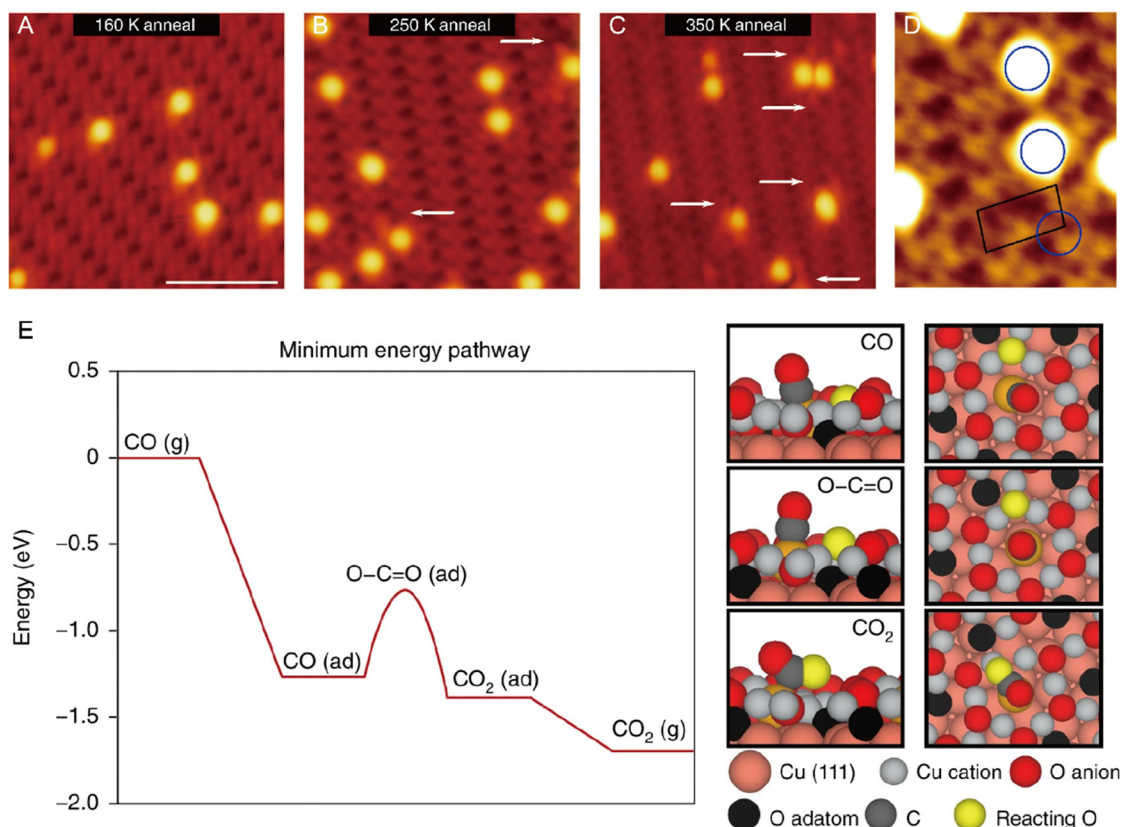 A
160 K anneal
B
250 K anneal
C
350 K anneal
D
E
Minimum energy pathway
Energy (eV)
0.5
0
−0.5
−1.0
−1.5
−2.0
CO (g)
CO (ad)
O−C=O (ad)
CO₂ (ad)
CO₂ (g)
CO
O−C=O
CO₂
Cu (111)
Cu cation
O anion
O adatom
C
Reacting O